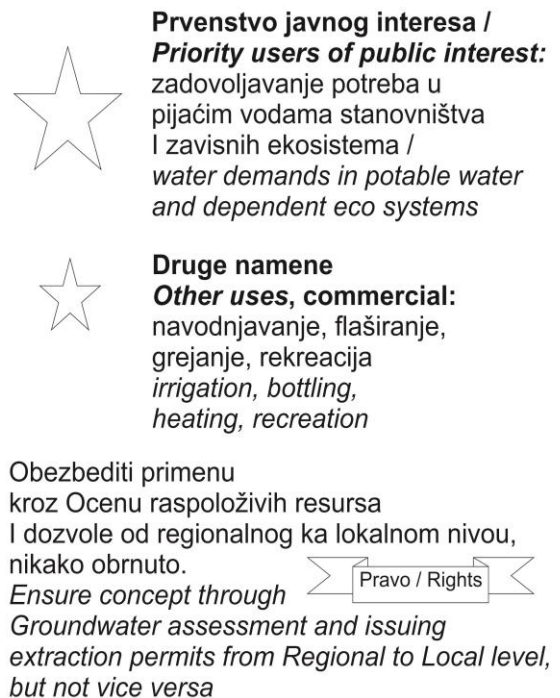 Prvenstvo javnog interesa /
Priority users of public interest:
zadovoljavanje potreba u
pijaćim vodama stanovništva
I zavisnih ekosistema /
water demands in potable water
and dependent eco systems
Druge namene
Other uses, commercial:
navodnjavanje, flaširanje,
grejanje, rekreacija
irrigation, bottling,
heating, recreation
Obezbediti primenu
kroz Ocenu raspoloživih resursa
I dozvole od regionalnog ka lokalnom nivou,
nikako obrnuto.
Pravo / Rights
Ensure concept through
Groundwater assessment and issuing
extraction permits from Regional to Local level,
but not vice versa